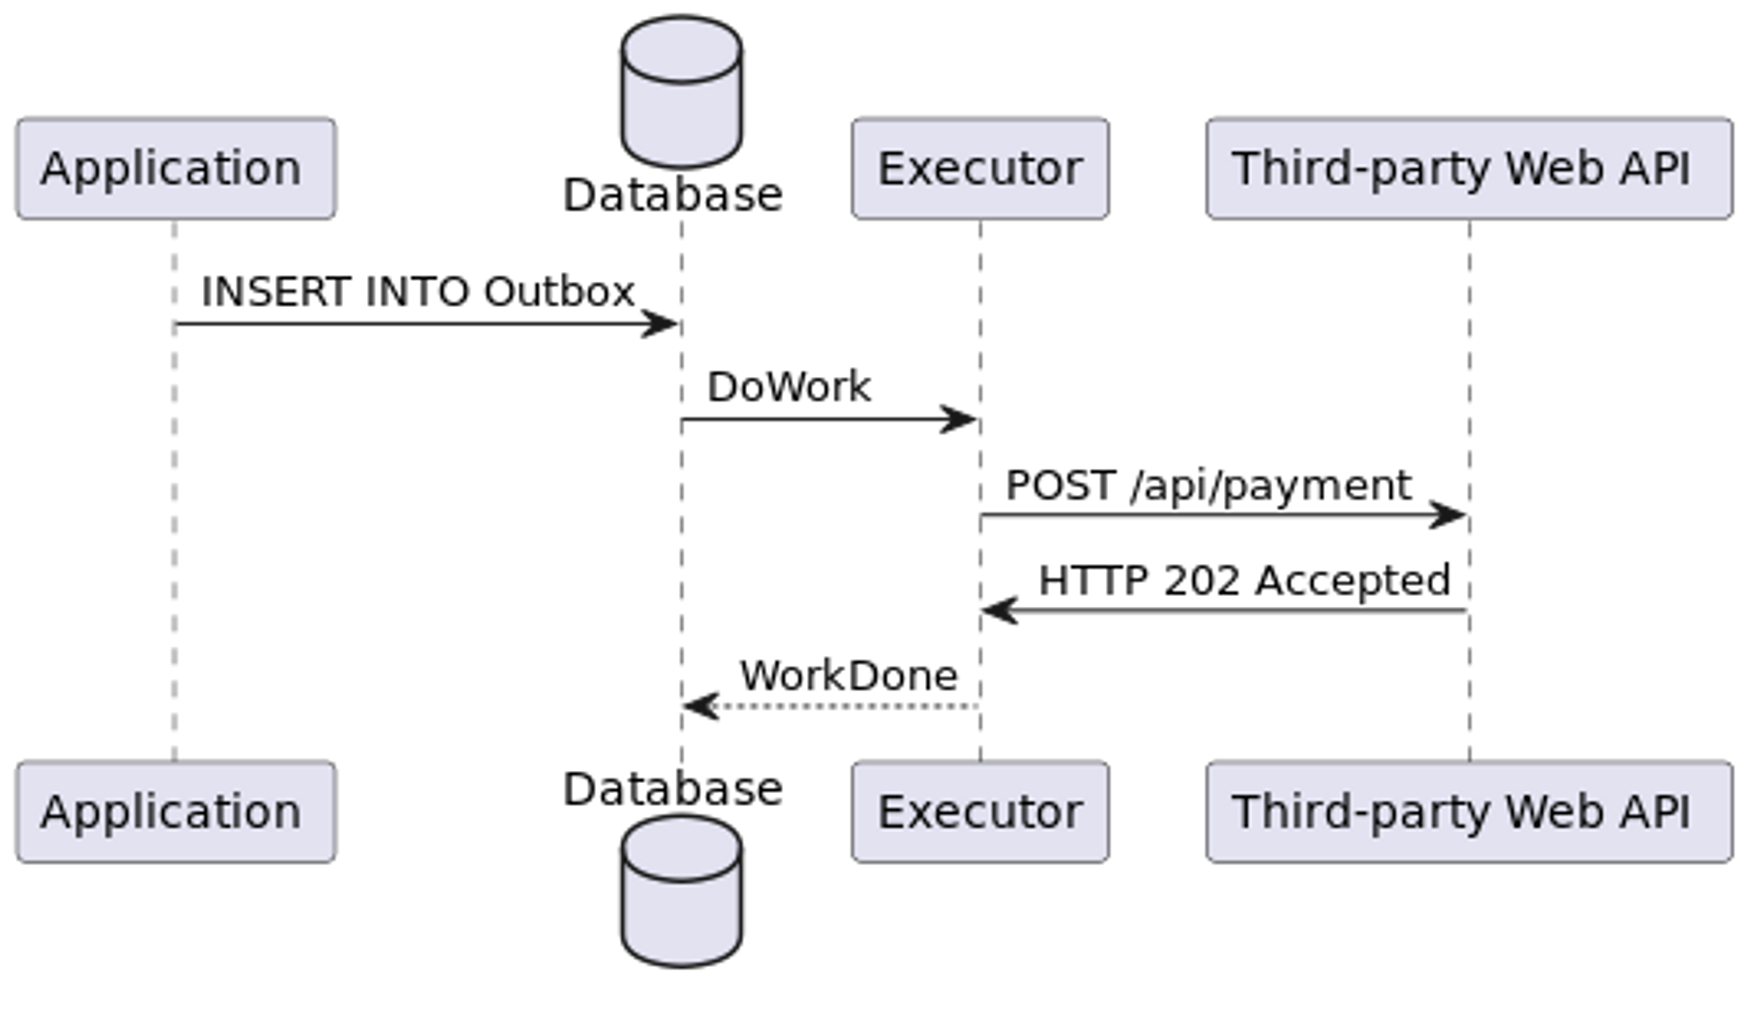 Application
Database
Executor
Third-party Web API
INSERT INTO Outbox
DoWork
POST /api/payment
HTTP 202 Accepted
WorkDone
Application
Database
Executor
Third-party Web API